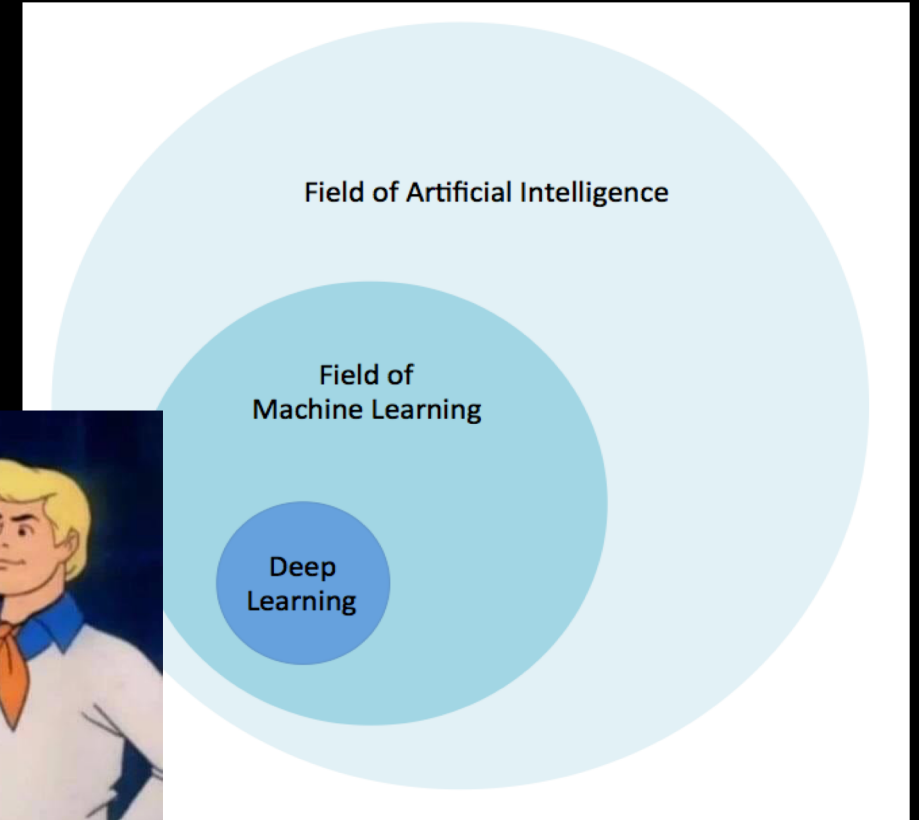 Field of Artificial Intelligence
Field of
Machine Learning
Deep
Learning